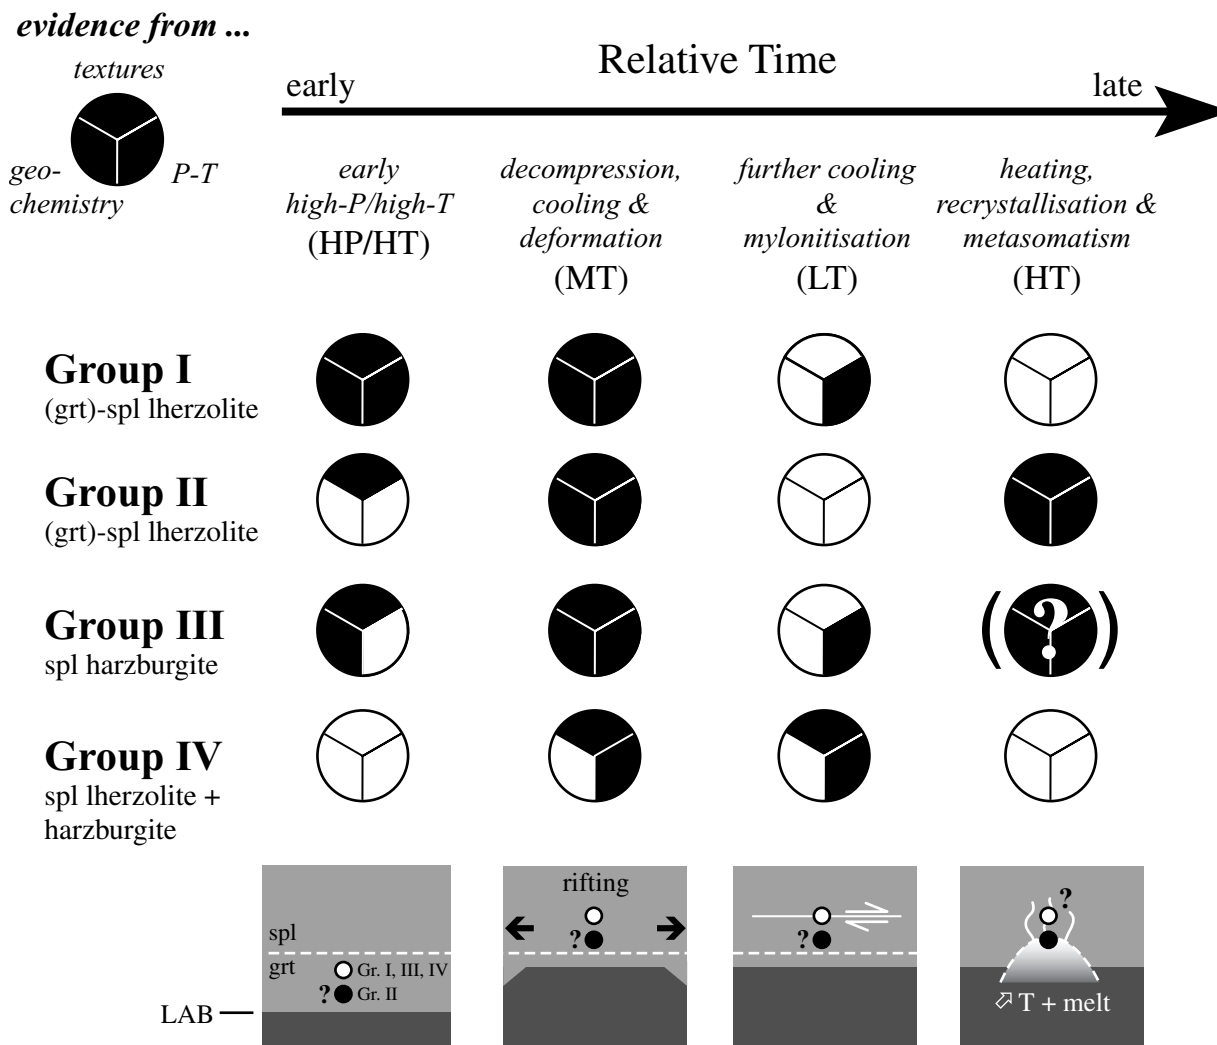 evidence from ...
textures
geo-
chemistry
P-T
Relative Time
early
late
early
high-P/high-T
(HP/HT)
decompression,
cooling &
deformation
(MT)
further cooling
&
mylonitisation
(LT)
heating,
recrystallisation &
metasomatism
(HT)
Group I
(grt)-spl lherzolite
Group II
(grt)-spl lherzolite
Group III
spl harzburgite
( ? )
Group IV
spl lherzolite +
harzburgite
spl
grt
Gr. I, III, IV
? Gr. II
LAB
rifting
?
?
?
T + melt